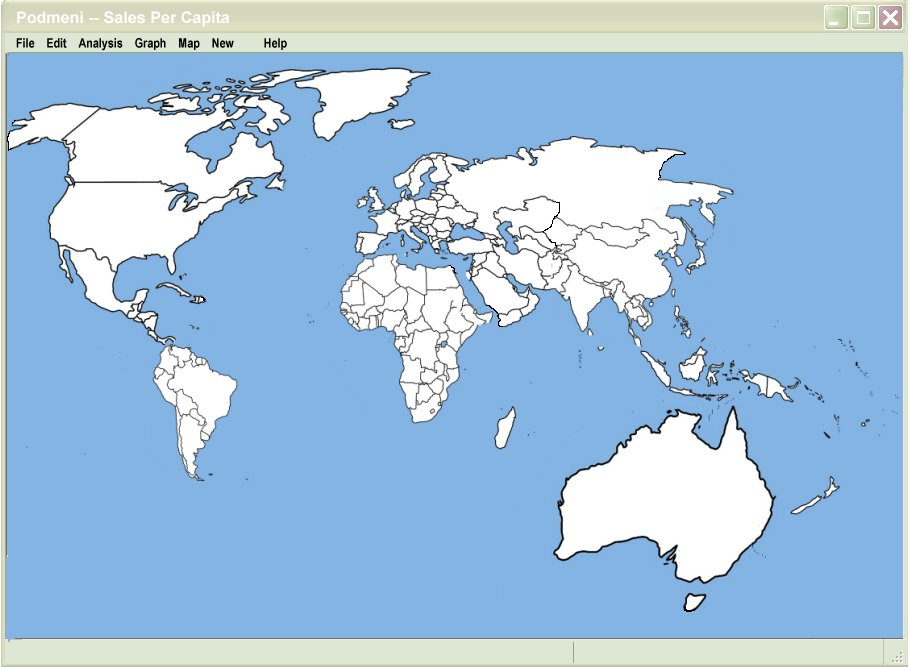 Podmeni -- Sales Per Capita
File Edit Analysis Graph Map New Help